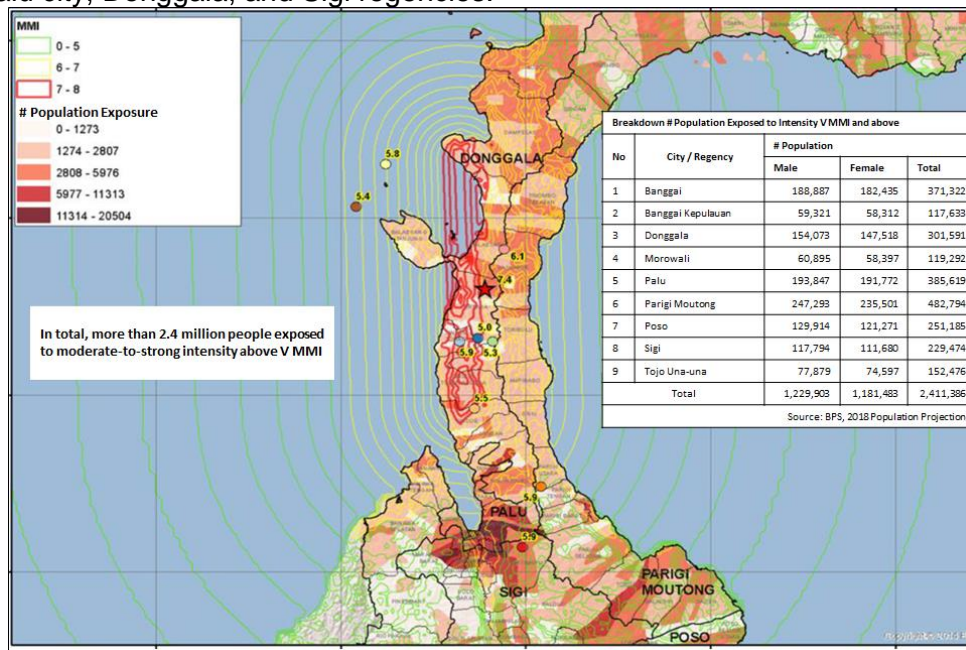 Donggala, and Sigi regencies.
MMI
0 - 5
6 - 7
7 - 8
# Population Exposure
0 - 1273
1274 - 2807
2808 - 5976
5977 - 11313
11314 - 20504
In total, more than 2.4 million people exposed
to moderate-to-strong intensity above V MMI
5.8
5.4
DONGGALA
6.1
7.4
5.0
5.9
5.3
5.5
5.9
PALU
5.9
SIGI
PARIGI
MOUTONG
POSO
Breakdown # Population Exposed to Intensity V MMI and above
No City / Regency # Population
Male Female Total
1 Banggai 188,887 182,435 371,322
2 Banggai Kepulauan 59,321 58,312 117,633
3 Donggala 154,073 147,518 301,591
4 Morowali 60,895 58,397 119,292
5 Palu 193,847 191,772 385,619
6 Parigi Moutong 247,293 235,501 482,794
7 Poso 129,914 121,271 251,185
8 Sigi 117,794 111,680 229,474
9 Tojo Una-una 77,879 74,597 152,476
Total 1,229,903 1,181,483 2,411,386
Source: BPS, 2018 Population Projection